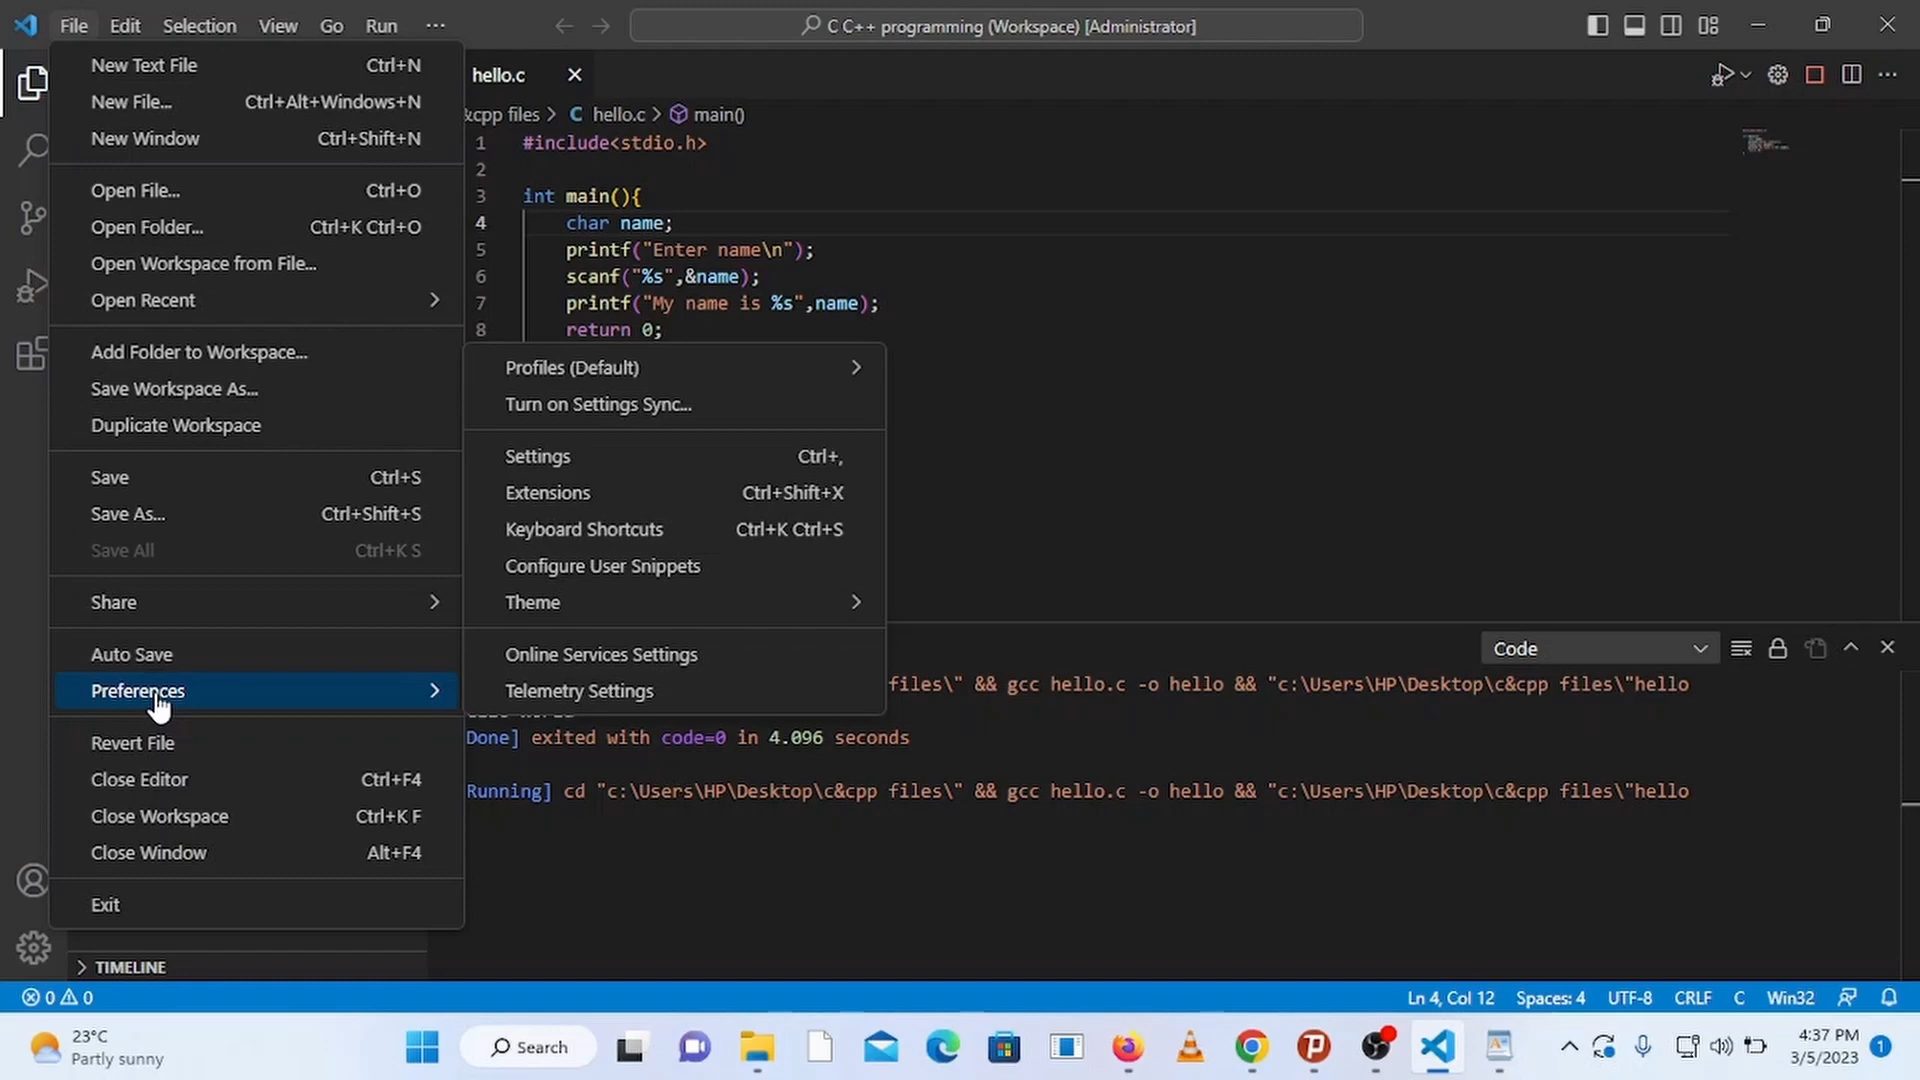 File Edit Selection View Go Run ···
C C++ programming (Workspace) [Administrator]
New Text File Ctrl+N
New File... Ctrl+Alt+Windows+N
New Window Ctrl+Shift+N
Open File... Ctrl+O
Open Folder... Ctrl+K Ctrl+O
Open Workspace from File...
Open Recent
Add Folder to Workspace...
Save Workspace As...
Duplicate Workspace
Save Ctrl+S
Save As... Ctrl+Shift+S
Save All Ctrl+K S
Share
Auto Save
Preferences
Revert File
Close Editor Ctrl+F4
Close Workspace Ctrl+K F
Close Window Alt+F4
Exit
Profiles (Default)
Turn on Settings Sync...
Settings Ctrl+,
Extensions Ctrl+Shift+X
Keyboard Shortcuts Ctrl+K Ctrl+S
Configure User Snippets
Theme
Online Services Settings
Telemetry Settings
hello.c
&cpp files > C hello.c > main()
1 #include<stdio.h>
2
3 int main(){
4 char name;
5 printf("Enter name\n");
6 scanf("%s",&name);
7 printf("My name is %s",name);
8 return 0;
Code
files\" && gcc hello.c -o hello && "c:\Users\HP\Desktop\c&cpp files\"hello
Done] exited with code=0 in 4.096 seconds
Running] cd "c:\Users\HP\Desktop\c&cpp files\" && gcc hello.c -o hello && "c:\Users\HP\Desktop\c&cpp files\"hello
TIMELINE
0 0
Ln 4, Col 12 Spaces: 4 UTF-8 CRLF C Win32
23°C
Partly sunny
Search
4:37 PM
3/5/2023
1